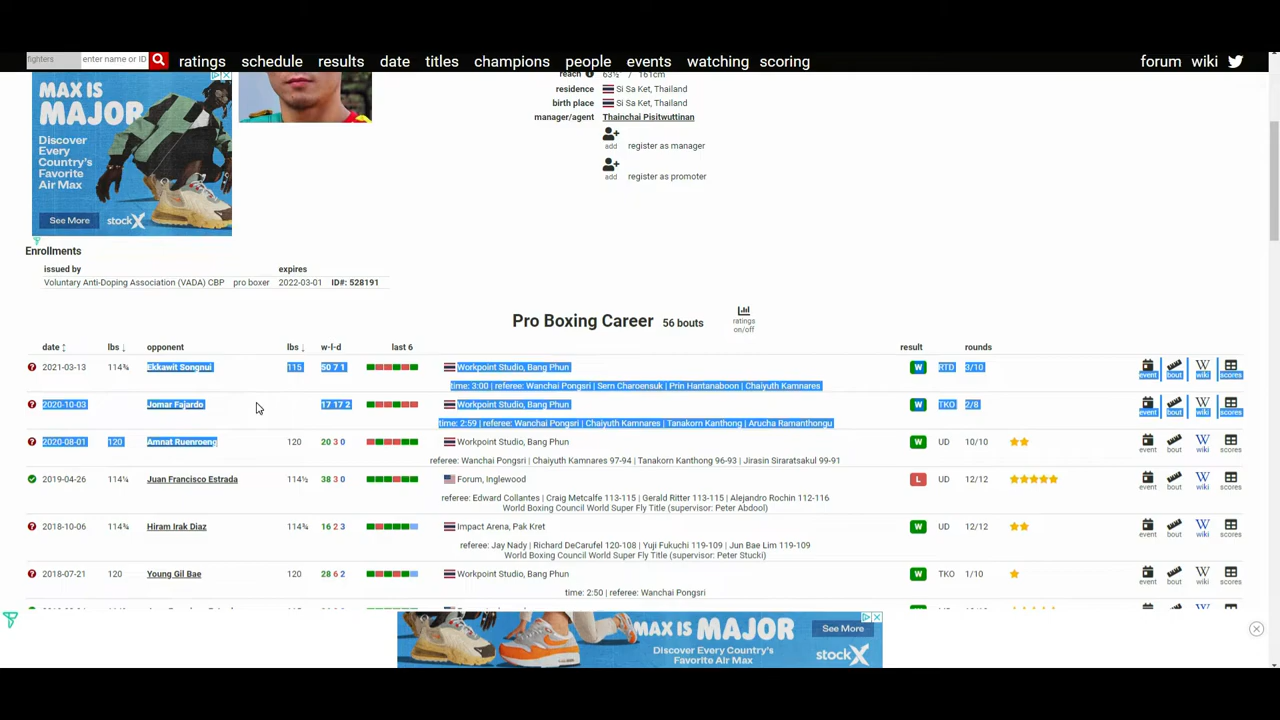 fighters enter name or ID ratings schedule results date titles champions people events watching scoring forum wiki
MAX IS
MAJOR
Discover
Every
Country's
Favorite
Air Max
See More stockX
reach 63½ / 161cm
residence Si Sa Ket, Thailand
birth place Si Sa Ket, Thailand
manager/agent Thainchai Pisitwuttinan
add register as manager
add register as promoter
Enrollments
issued by expires
Voluntary Anti-Doping Association (VADA) CBP pro boxer 2022-03-01 ID#: 528191
Pro Boxing Career 56 bouts ratings on/off
date lbs opponent lbs w-l-d last 6 result rounds
2021-03-13 114¾ Ekkawit Songnui 115 50 7 1 Workpoint Studio, Bang Phun W RTD 3/10 event bout wiki scores
time: 3:00 | referee: Wanchai Pongsri | Sern Charoensuk | Prin Hantanaboon | Chaiyuth Kamnares
2020-10-03 Jomar Fajardo 17 17 2 Workpoint Studio, Bang Phun W TKO 2/8 event bout wiki scores
time: 2:59 | referee: Wanchai Pongsri | Chaiyuth Kamnares | Tanakorn Kanthong | Arucha Ramanthongu
2020-08-01 120 Amnat Ruenroeng 120 20 3 0 Workpoint Studio, Bang Phun W UD 10/10 event bout wiki scores
referee: Wanchai Pongsri | Chaiyuth Kamnares 97-94 | Tanakorn Kanthong 96-93 | Jirasin Siraratsakul 99-91
2019-04-26 114¼ Juan Francisco Estrada 114½ 38 3 0 Forum, Inglewood L UD 12/12 event bout wiki scores
referee: Edward Collantes | Craig Metcalfe 113-115 | Gerald Ritter 113-115 | Alejandro Rochin 112-116
World Boxing Council World Super Fly Title (supervisor: Peter Abdool)
2018-10-06 114¾ Hiram Irak Diaz 114¾ 16 2 3 Impact Arena, Pak Kret W UD 12/12 event bout wiki scores
referee: Jay Nady | Richard DeCarufel 120-108 | Yuji Fukuchi 119-109 | Jun Bae Lim 119-109
World Boxing Council World Super Fly Title (supervisor: Peter Stucki)
2018-07-21 120 Young Gil Bae 120 28 6 2 Workpoint Studio, Bang Phun W TKO 1/10 event bout wiki scores
time: 2:50 | referee: Wanchai Pongsri
MAX IS MAJOR
Discover Every Country's
Favorite Air Max
See More
stockX